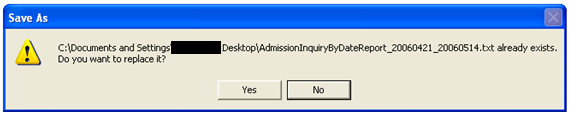 Save As
C:\Documents and Settings Desktop\AdmissionInquiryByDateReport_20060421_20060514.txt already exists.
Do you want to replace it?
Yes No